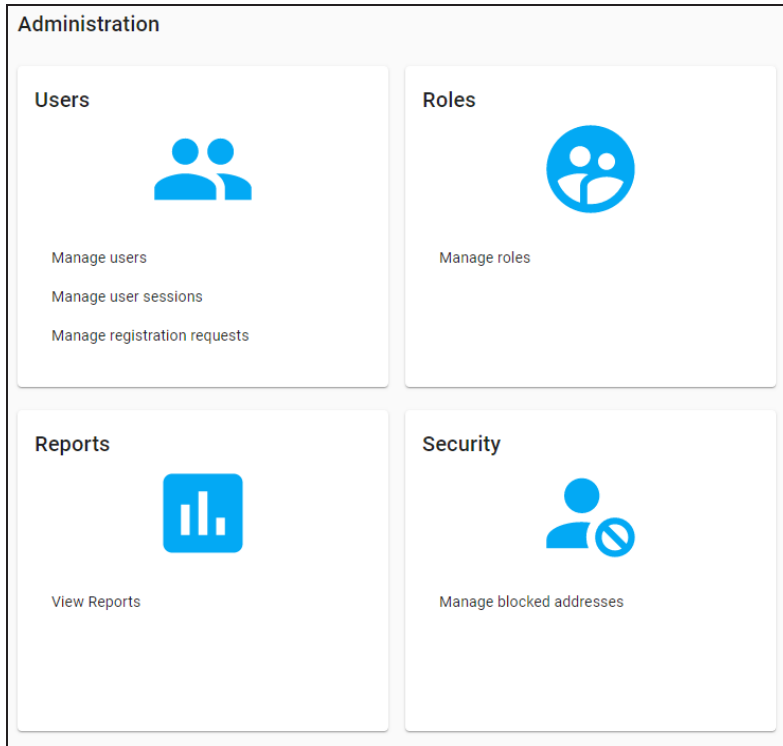 Administration
Users
Manage users
Manage user sessions
Manage registration requests
Roles
Manage roles
Reports
View Reports
Security
Manage blocked addresses